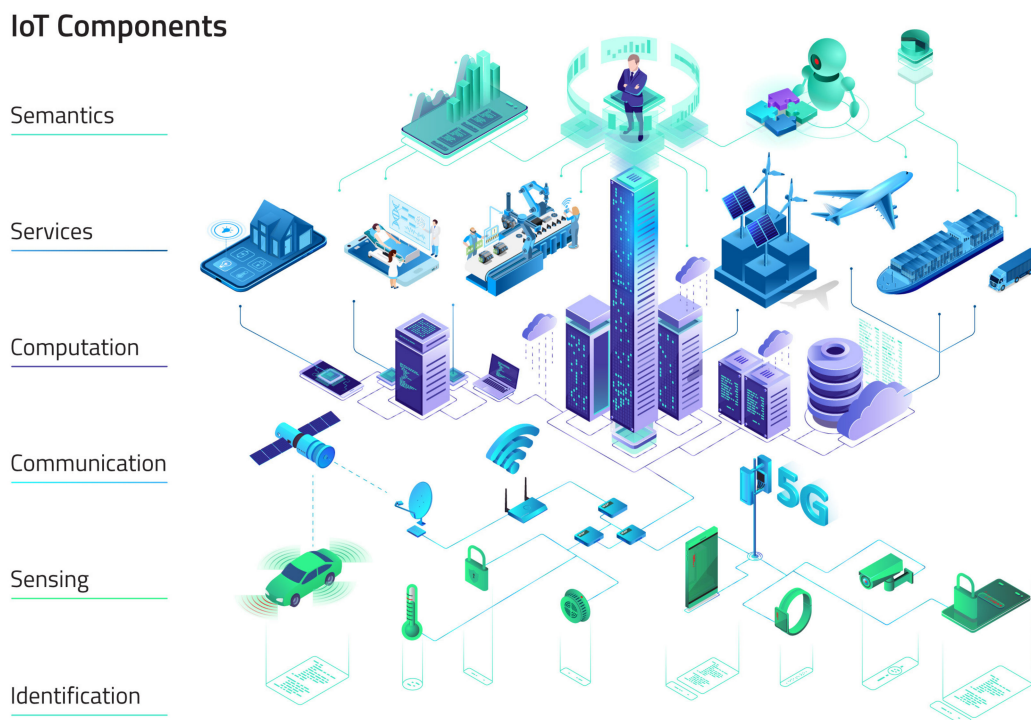 IoT Components
Semantics
Services
Computation
Communication
5G
Sensing
Identification